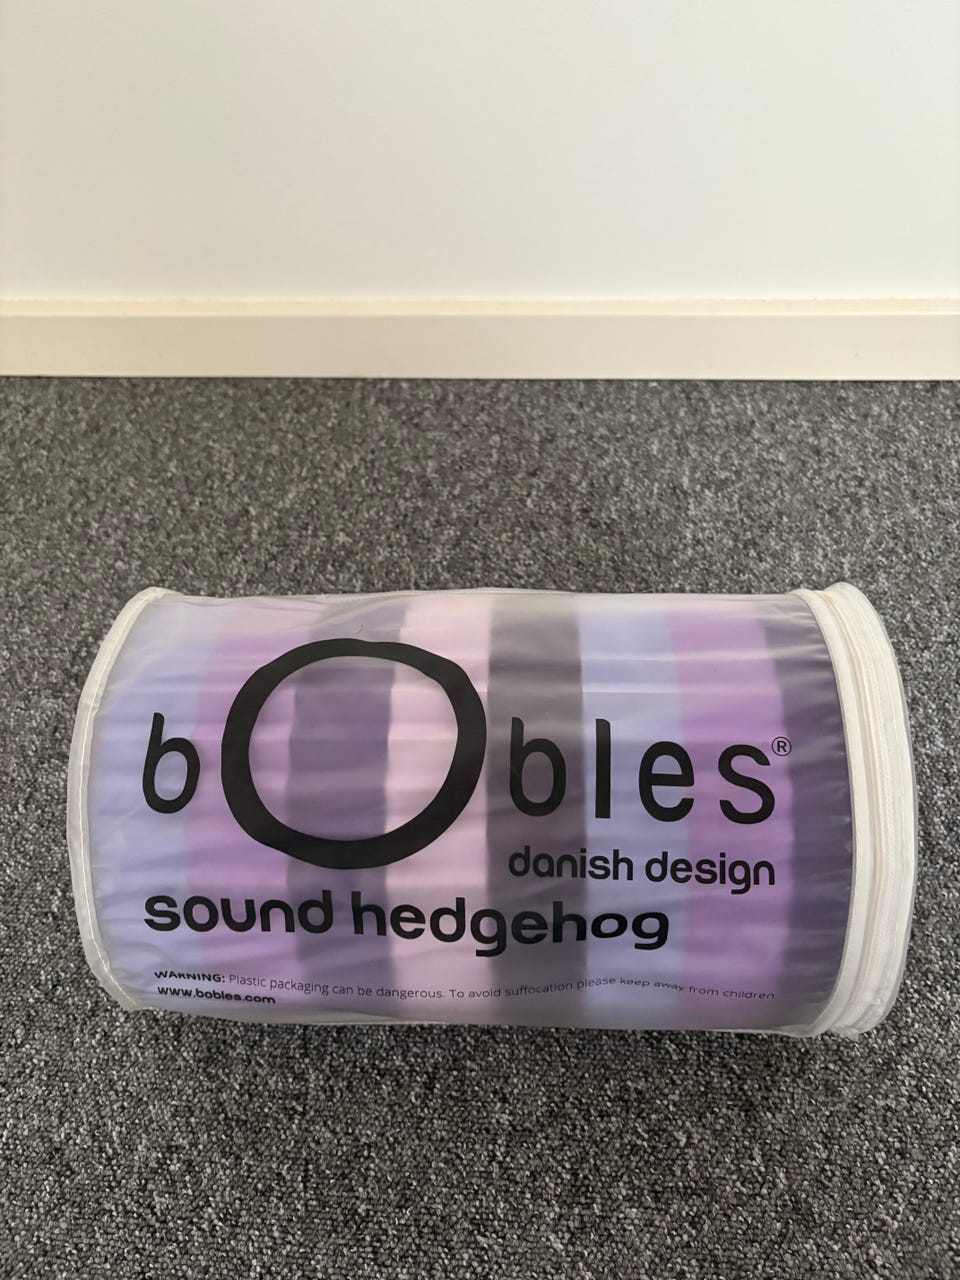 bObles®
danish design
sound hedgehog
WARNING: Plastic packaging can be dangerous. To avoid suffocation please keep away from children
www.bobles.com